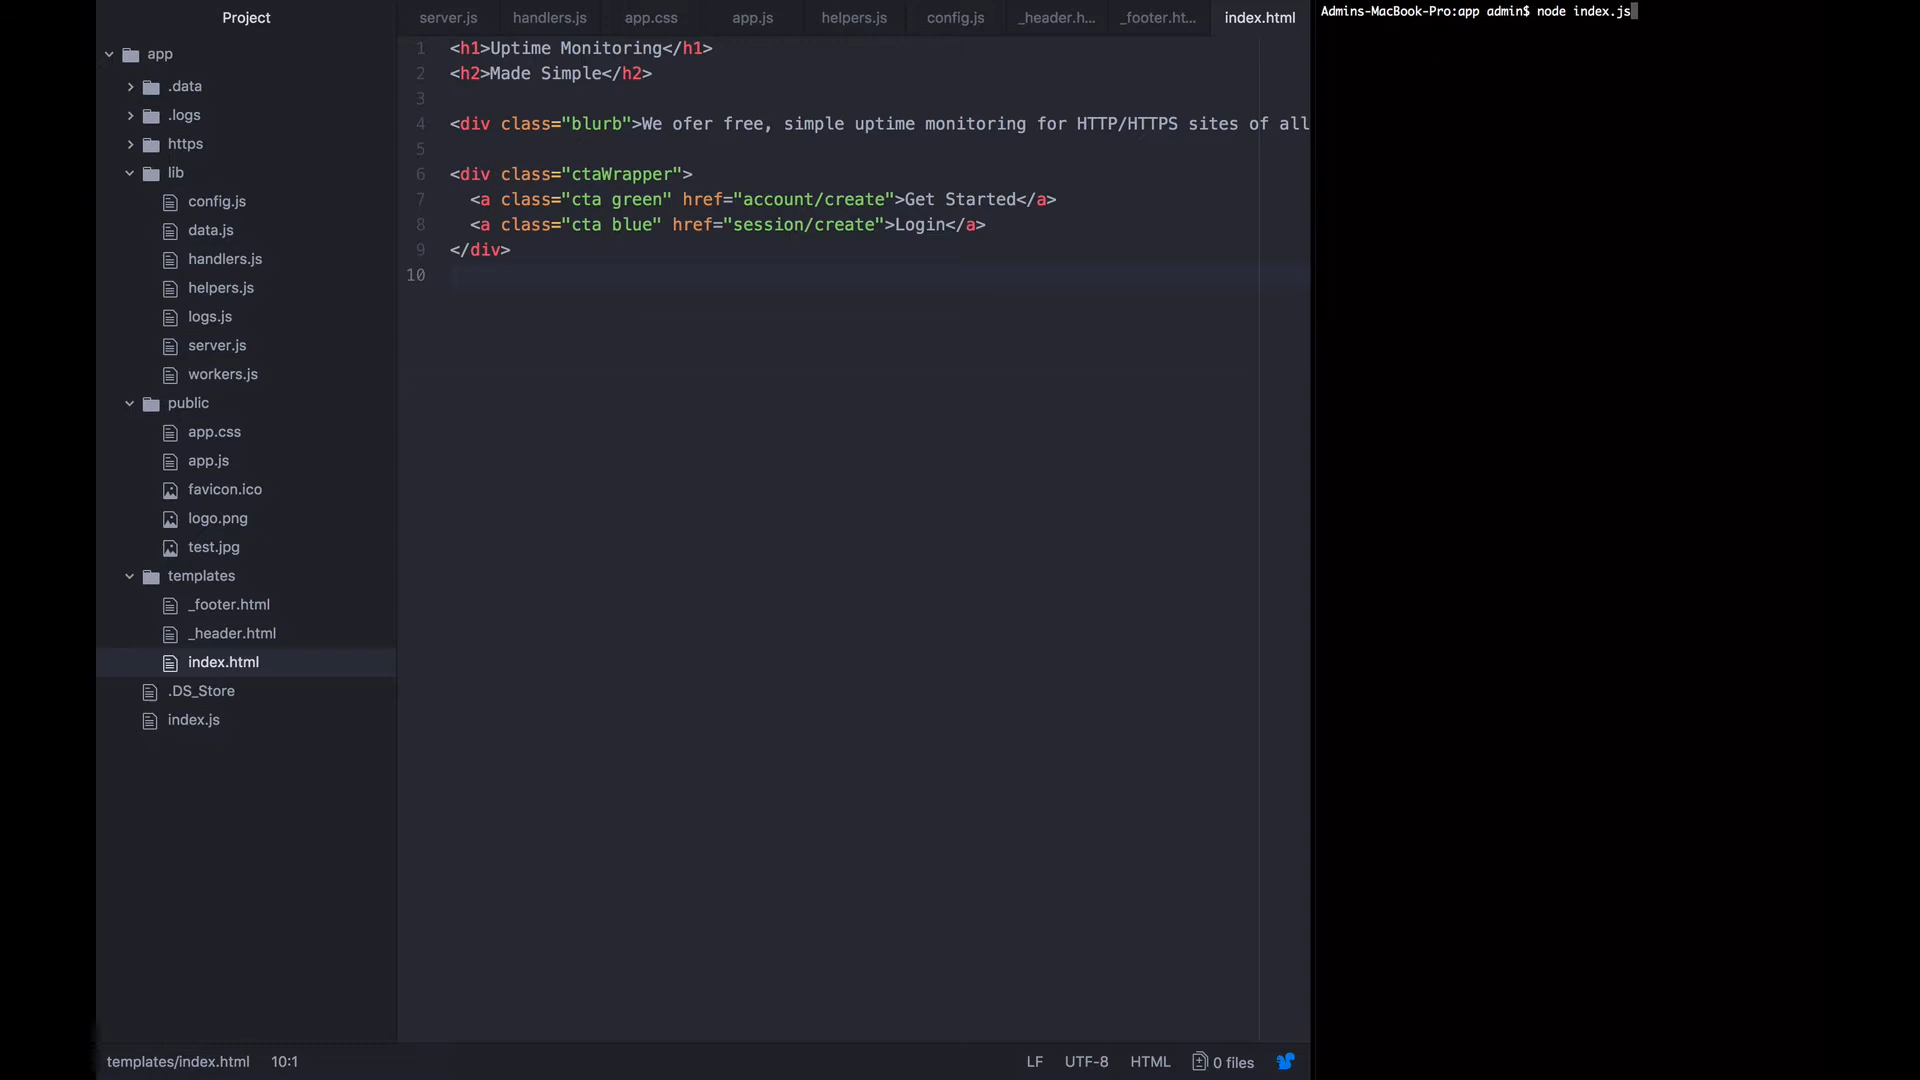 Project
app
.data
.logs
https
lib
config.js
data.js
handlers.js
helpers.js
logs.js
server.js
workers.js
public
app.css
app.js
favicon.ico
logo.png
test.jpg
templates
_footer.html
_header.html
index.html
.DS_Store
index.js
server.js handlers.js app.css app.js helpers.js config.js _header.h... _footer.ht... index.html
1 <h1>Uptime Monitoring</h1>
2 <h2>Made Simple</h2>
3
4 <div class="blurb">We ofer free, simple uptime monitoring for HTTP/HTTPS sites of all
5
6 <div class="ctaWrapper">
7 <a class="cta green" href="account/create">Get Started</a>
8 <a class="cta blue" href="session/create">Login</a>
9 </div>
10
templates/index.html 10:1 LF UTF-8 HTML 0 files
Admins-MacBook-Pro:app admin$ node index.js